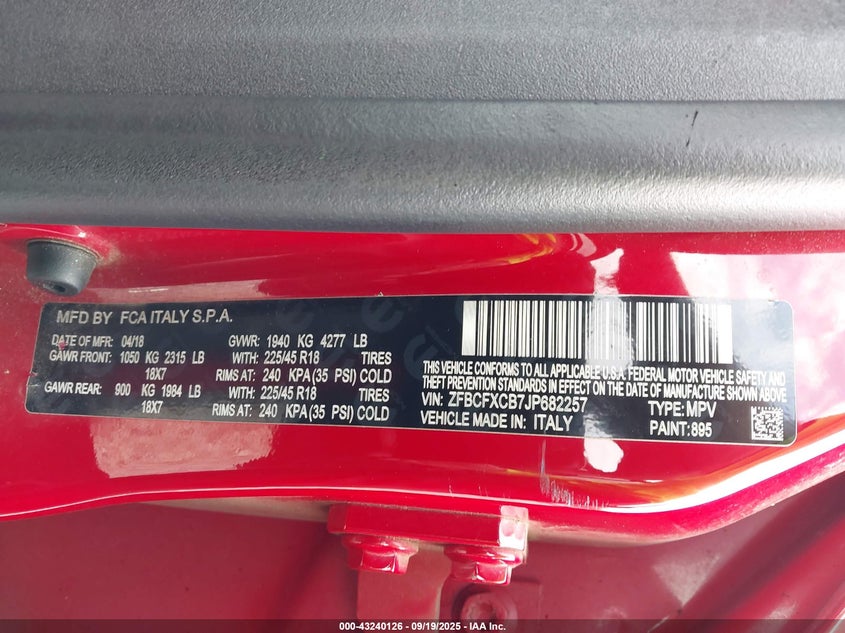 MFD BY FCA ITALY S.P.A.
DATE OF MFR 04/18 GVWR: 1940 KG 4277 LB
GAWR FRONT: 1050 KG 2315 LB WITH: 225/45 R18 TIRES
18X7 RIMS AT: 240 KPA (35 PSI) COLD
GAWR REAR: 900 KG 1984 LB WITH: 225/45 R18 TIRES
18X7 RIMS AT: 240 KPA (35 PSI) COLD
THIS VEHICLE CONFORMS TO ALL APPLICABLE U.S.A. FEDERAL MOTOR VEHICLE SAFETY AND
THEFT PREVENTION STANDARDS IN EFFECT ON THE DATE OF MANUFACTURE SHOWN ABOVE.
VIN: ZFBCFXCB7JP682257 TYPE: MPV
VEHICLE MADE IN: ITALY PAINT: 895
000-43240126 - 09/19/2025 - IAA Inc.